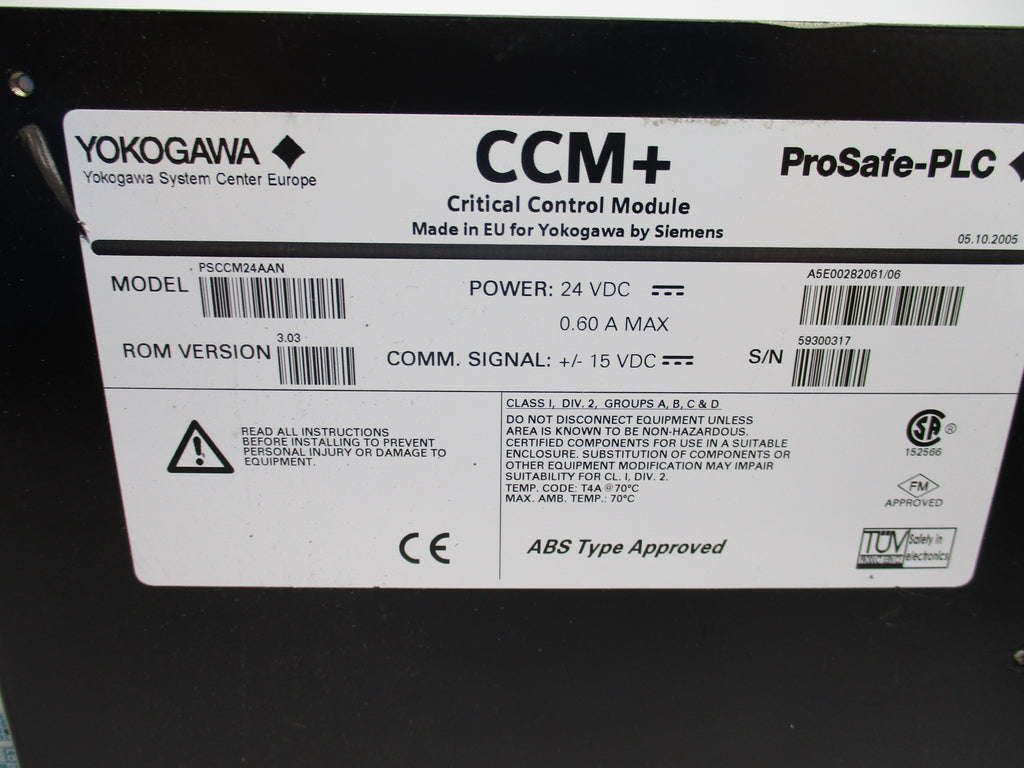 YOKOGAWA
Yokogawa System Center Europe
CCM+
Critical Control Module
Made in EU for Yokogawa by Siemens
ProSafe-PLC
05.10.2005
MODEL PSCCM24AAN
POWER: 24 VDC
0.60 A MAX
A5E00282061/06
ROM VERSION 3.03
COMM. SIGNAL: +/- 15 VDC
S/N 59300317
READ ALL INSTRUCTIONS
BEFORE INSTALLING TO PREVENT
PERSONAL INJURY OR DAMAGE TO
EQUIPMENT.
CE
CLASS I, DIV. 2, GROUPS A, B, C & D
DO NOT DISCONNECT EQUIPMENT UNLESS
AREA IS KNOWN TO BE NON-HAZARDOUS.
CERTIFIED COMPONENTS FOR USE IN A SUITABLE
ENCLOSURE. SUBSTITUTION OF COMPONENTS OR
OTHER EQUIPMENT MODIFICATION MAY IMPAIR
SUITABILITY FOR CL. I, DIV. 2.
TEMP. CODE: T4A @ 70°C
MAX. AMB. TEMP.: 70°C
ABS Type Approved
SA ®
152566
FM
APPROVED
TÜV
Safety in
electronics